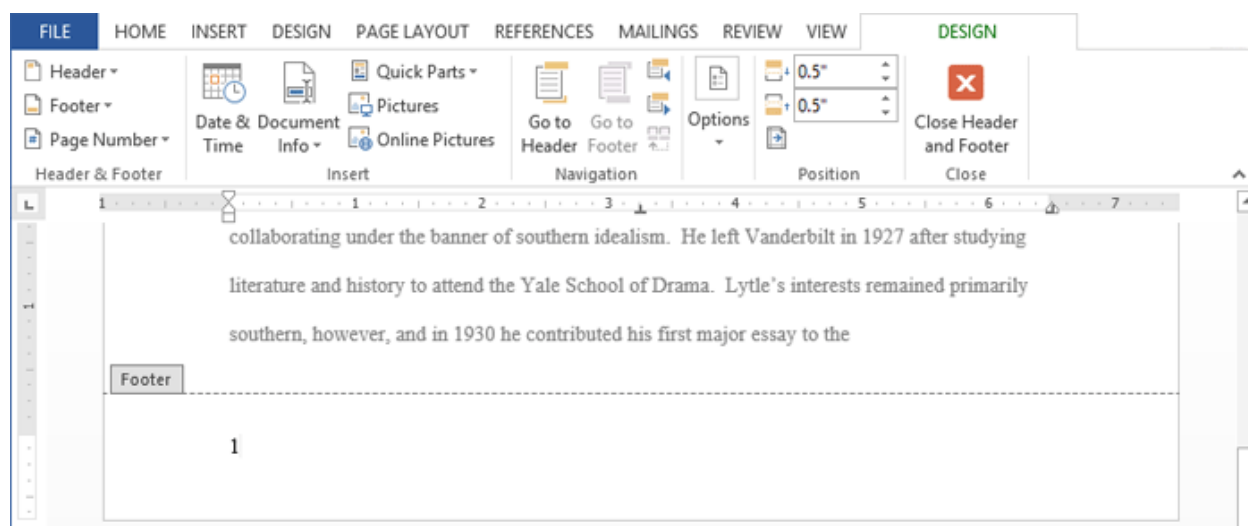 FILE HOME INSERT DESIGN PAGE LAYOUT REFERENCES MAILINGS REVIEW VIEW DESIGN
Header
Footer
Page Number
Header & Footer
Date & Time
Document Info
Quick Parts
Pictures
Online Pictures
Insert
Go to Header
Go to Footer
Navigation
Options
0.5"
0.5"
Position
Close Header and Footer
Close
L 1 1 2 3 4 5 6 7
1
collaborating under the banner of southern idealism.  He left Vanderbilt in 1927 after studying
literature and history to attend the Yale School of Drama.  Lytle’s interests remained primarily
southern, however, and in 1930 he contributed his first major essay to the
Footer
1